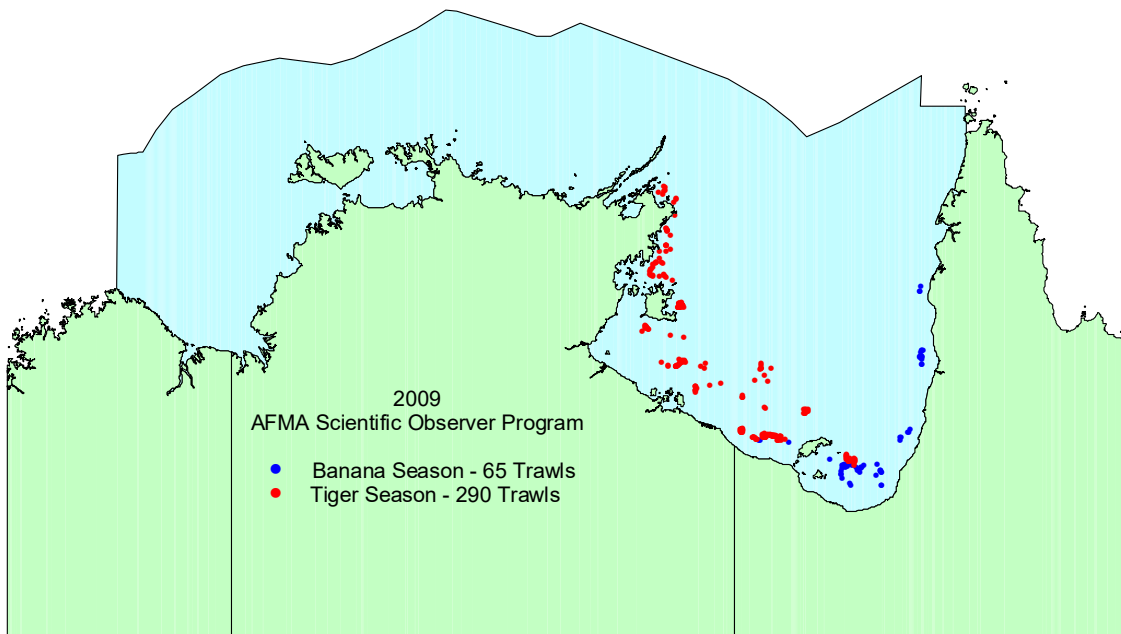 2009
AFMA Scientific Observer Program
Banana Season - 65 Trawls
Tiger Season - 290 Trawls